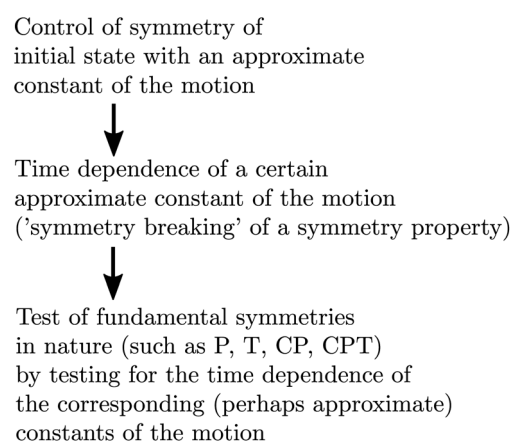 Control of symmetry of
initial state with an approximate
constant of the motion
Time dependence of a certain
approximate constant of the motion
('symmetry breaking' of a symmetry property)
Test of fundamental symmetries
in nature (such as P, T, CP, CPT)
by testing for the time dependence of
the corresponding (perhaps approximate)
constants of the motion